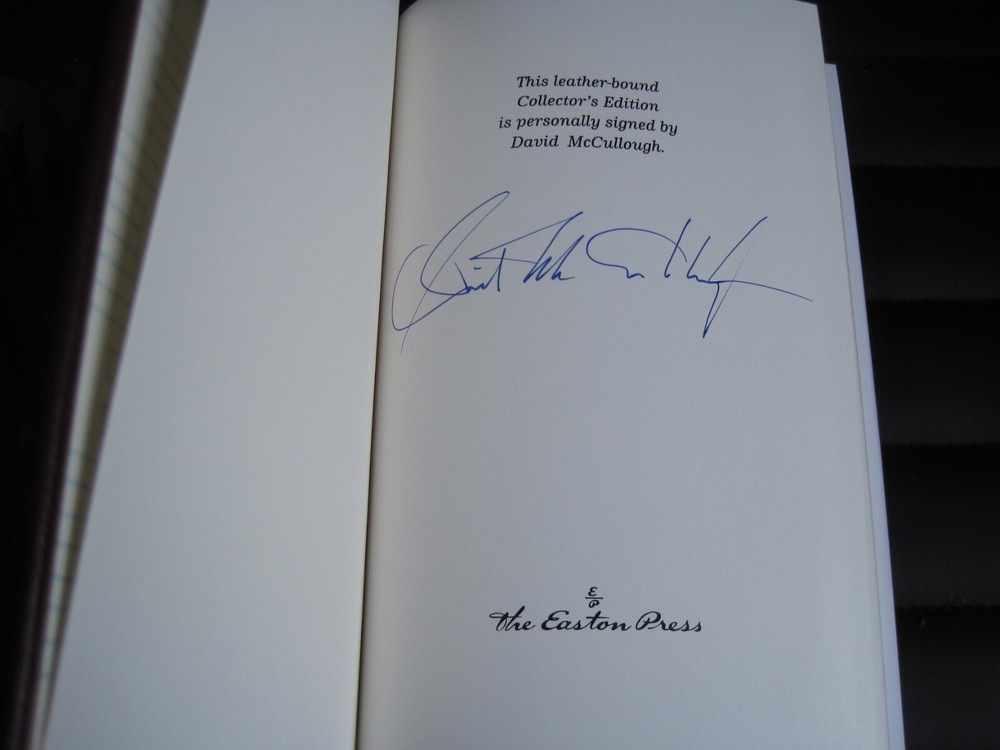 This leather-bound
Collector's Edition
is personally signed by
David McCullough.
E
P
the Easton Press